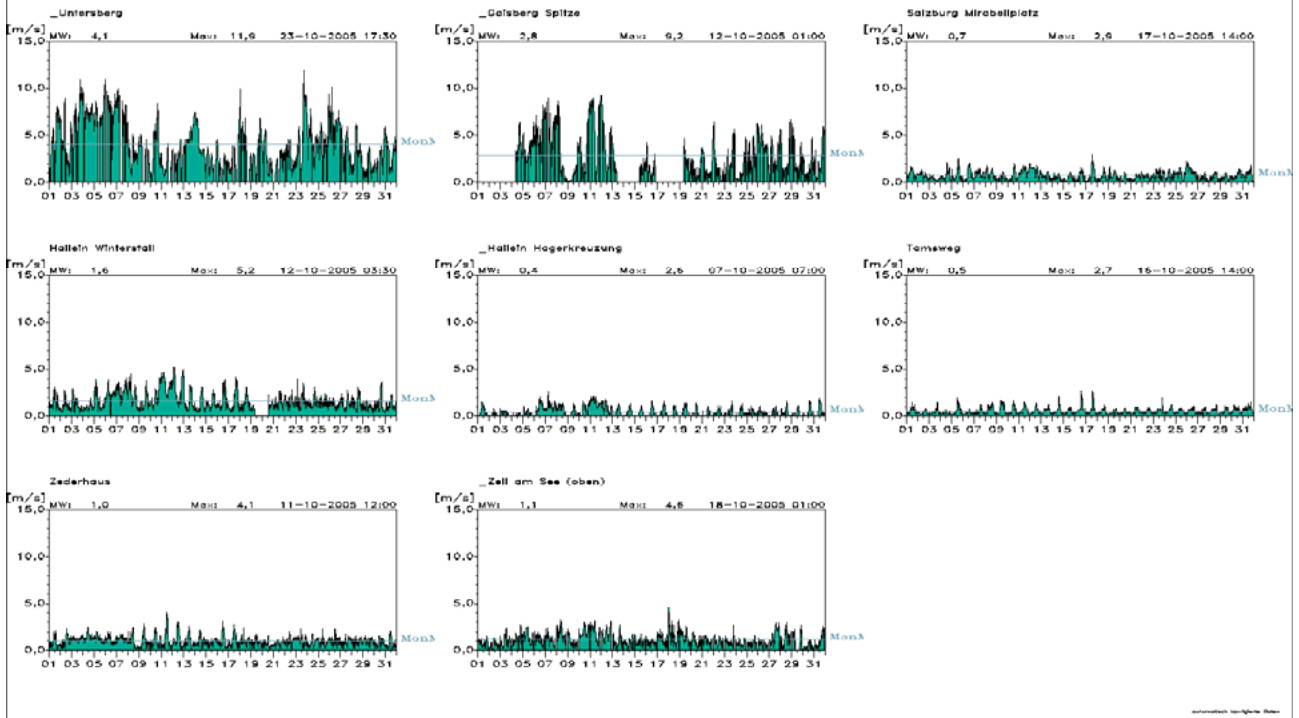 _Untersberg
[m/s] MW: 4,1 Max: 11,9 23-10-2005 17:30
15,0
10,0
5,0
0,0
MonM
01 03 05 07 09 11 13 15 17 19 21 23 25 27 29 31
_Gaisberg Spitze
[m/s] MW: 2,8 Max: 9,2 12-10-2005 01:00
15,0
10,0
5,0
0,0
MonM
01 03 05 07 09 11 13 15 17 19 21 23 25 27 29 31
Salzburg Mirabellplatz
[m/s] MW: 0,7 Max: 2,9 17-10-2005 14:00
15,0
10,0
5,0
0,0
MonM
01 03 05 07 09 11 13 15 17 19 21 23 25 27 29 31
Hallein Winterstall
[m/s] MW: 1,6 Max: 5,2 12-10-2005 03:30
15,0
10,0
5,0
0,0
MonM
01 03 05 07 09 11 13 15 17 19 21 23 25 27 29 31
_Hallein Hagerkreuzung
[m/s] MW: 0,4 Max: 2,6 07-10-2005 07:00
15,0
10,0
5,0
0,0
MonM
01 03 05 07 09 11 13 15 17 19 21 23 25 27 29 31
Tamsweg
[m/s] MW: 0,5 Max: 2,7 16-10-2005 14:00
15,0
10,0
5,0
0,0
MonM
01 03 05 07 09 11 13 15 17 19 21 23 25 27 29 31
Zederhaus
[m/s] MW: 1,0 Max: 4,1 11-10-2005 12:00
15,0
10,0
5,0
0,0
MonM
01 03 05 07 09 11 13 15 17 19 21 23 25 27 29 31
_Zell am See (oben)
[m/s] MW: 1,1 Max: 4,6 18-10-2005 01:00
15,0
10,0
5,0
0,0
MonM
01 03 05 07 09 11 13 15 17 19 21 23 25 27 29 31